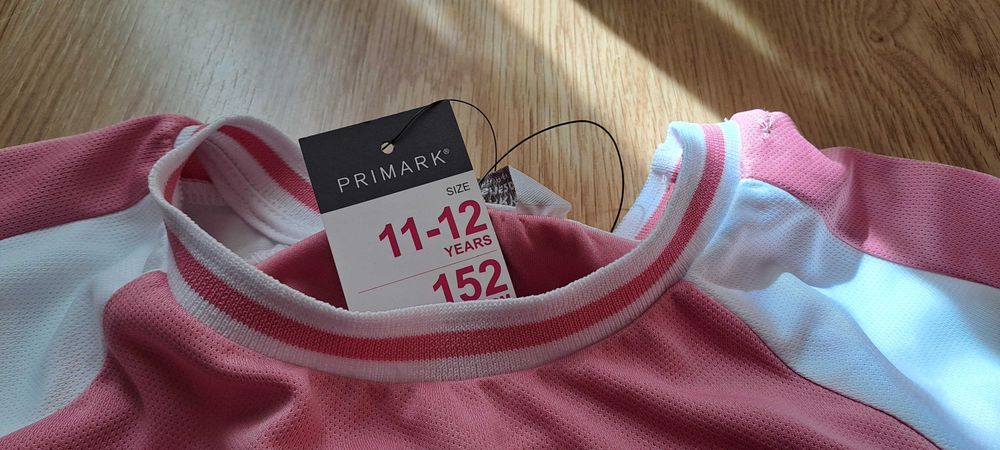 PRIMARK®
SIZE
11-12
YEARS
152